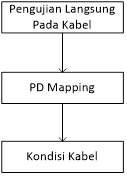 Pengujian Langsung
Pada Kabel
PD Mapping
Kondisi Kabel